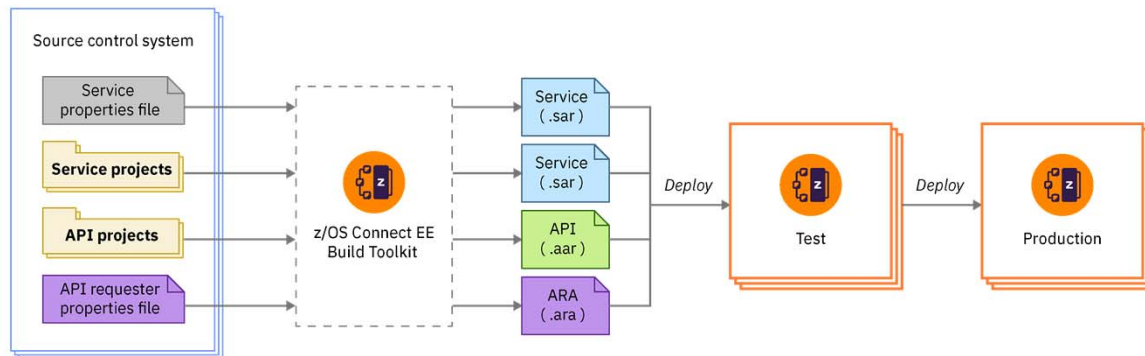 Source control system
Service
properties file
Service projects
API projects
API requester
properties file
z/OS Connect EE
Build Toolkit
Service
( .sar )
Service
( .sar )
API
( .aar )
ARA
( .ara )
Deploy
Z
Test
Deploy
Z
Production
Z